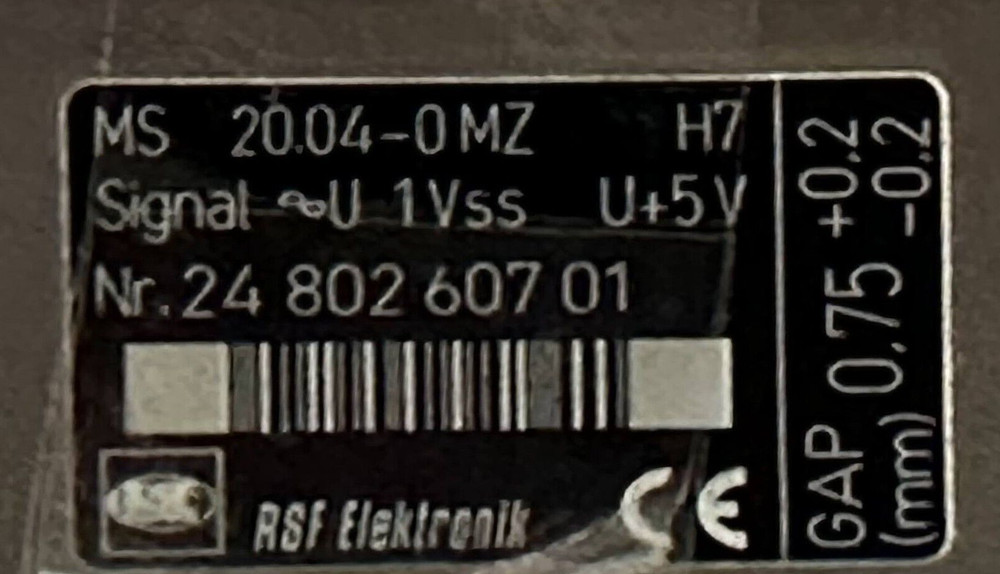 MS 20.04-0 MZ H7
Signal ∞U 1Vss U+5V
Nr. 24 802 607 01
RSF Elektronik
CE
GAP 0,75 +0,2
(mm) -0,2